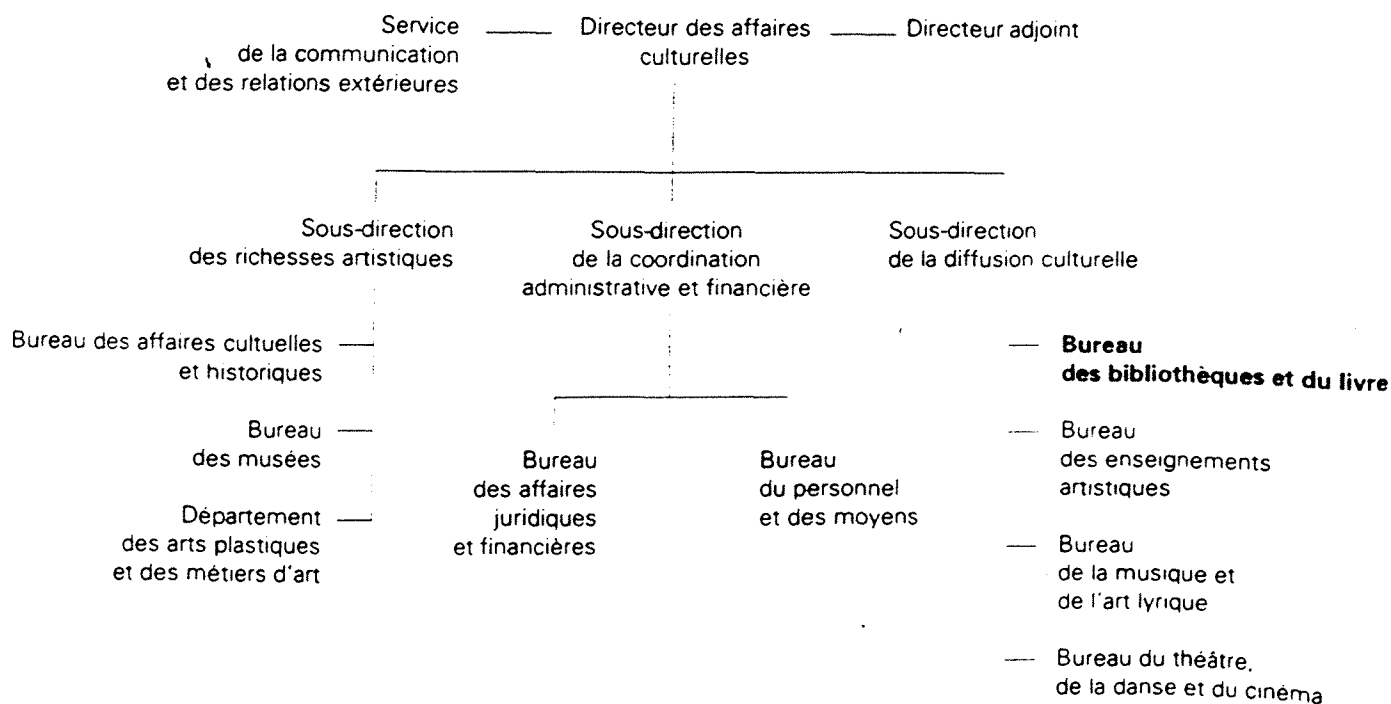 Service
de la communication
et des relations extérieures
Directeur des affaires
culturelles
Directeur adjoint
Sous-direction
des richesses artistiques
Sous-direction
de la coordination
administrative et financière
Sous-direction
de la diffusion culturelle
Bureau des affaires cultuelles
et historiques
Bureau
des musées
Département
des arts plastiques
et des métiers d'art
Bureau
des affaires
juridiques
et financières
Bureau
du personnel
et des moyens
Bureau
des bibliothèques et du livre
Bureau
des enseignements
artistiques
Bureau
de la musique et
de l'art lyrique
Bureau du théâtre,
de la danse et du cinéma